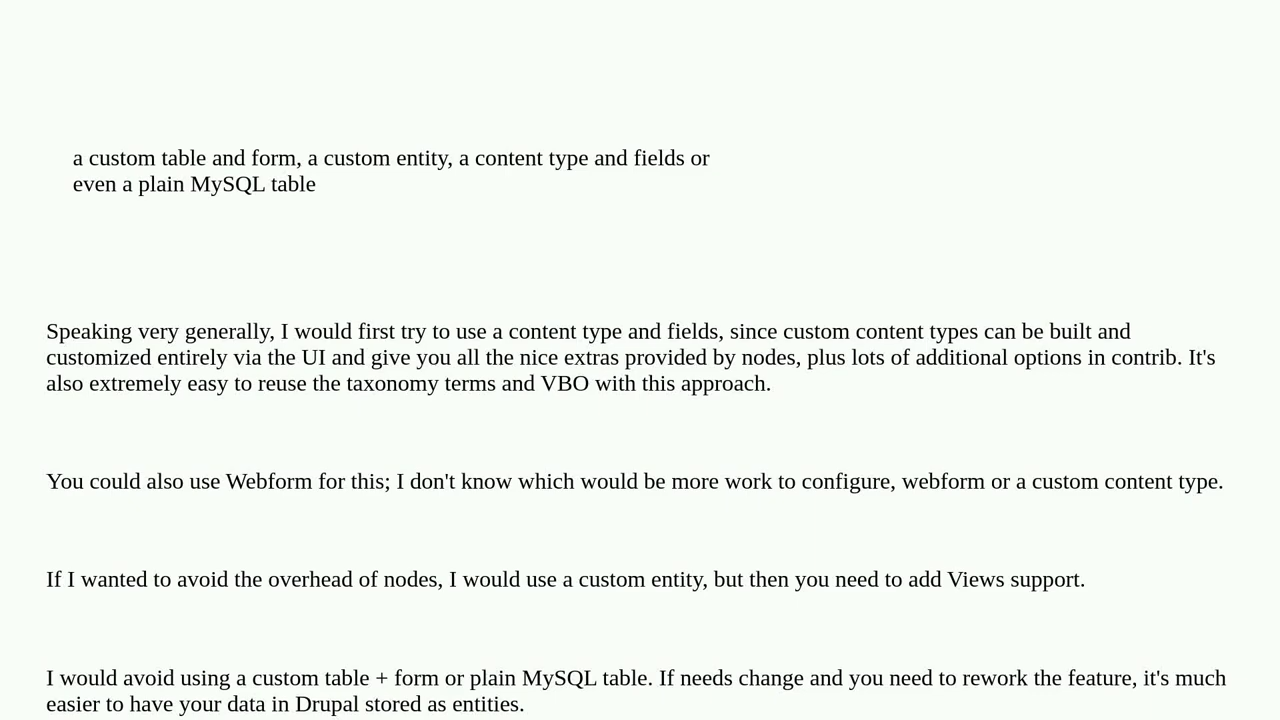 a custom table and form, a custom entity, a content type and fields or
even a plain MySQL table
Speaking very generally, I would first try to use a content type and fields, since custom content types can be built and
customized entirely via the UI and give you all the nice extras provided by nodes, plus lots of additional options in contrib. It's
also extremely easy to reuse the taxonomy terms and VBO with this approach.
You could also use Webform for this; I don't know which would be more work to configure, webform or a custom content type.
If I wanted to avoid the overhead of nodes, I would use a custom entity, but then you need to add Views support.
I would avoid using a custom table + form or plain MySQL table. If needs change and you need to rework the feature, it's much
easier to have your data in Drupal stored as entities.